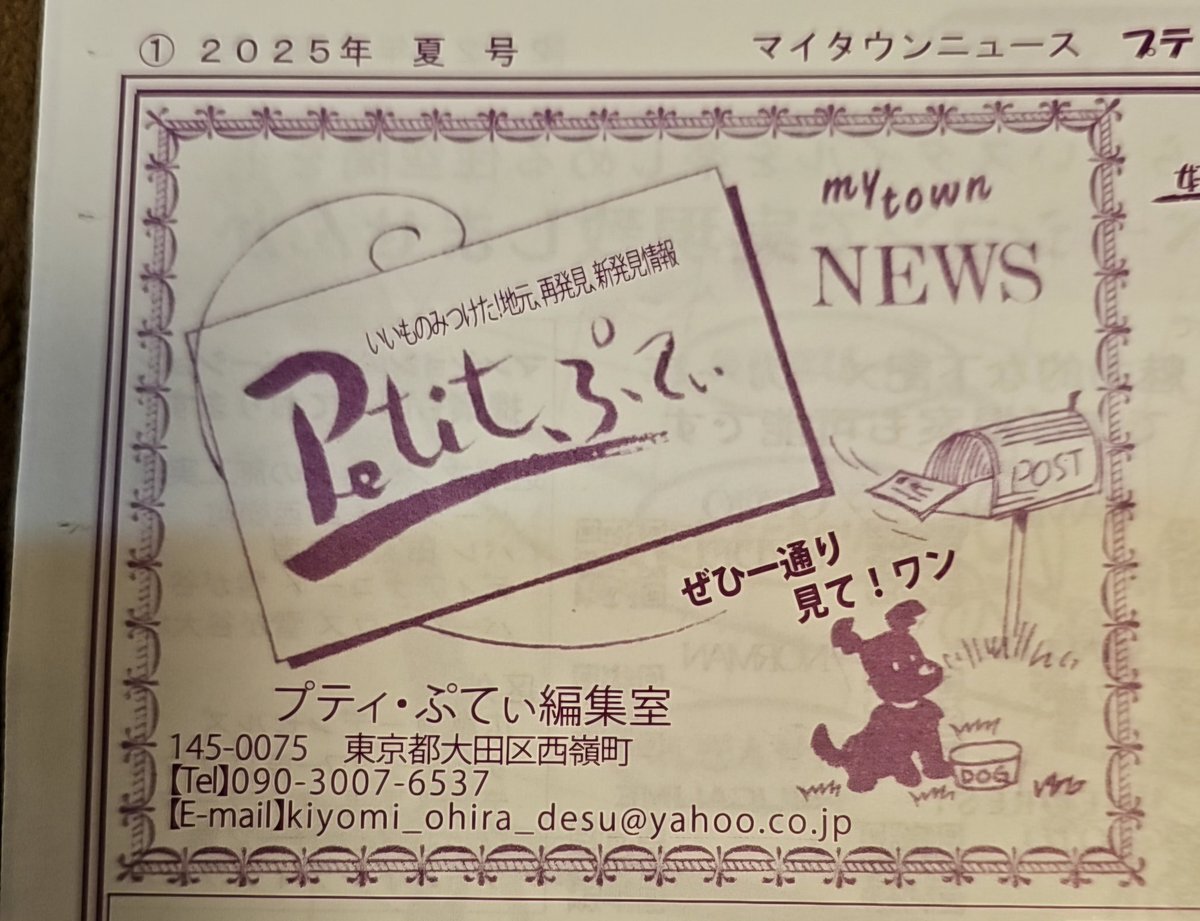 ① 2025年 夏 号
マイタウンニュース プテ
my town
NEWS
いいものみつけた！地元、再発見、新発見情報
Petit、ぷてぃ
POST
ぜひ一通り
見て！ワン
DOG
プティ・ぷてぃ編集室
145-0075 東京都大田区西嶺町
【Tel】090-3007-6537
【E-mail】kiyomi_ohira_desu@yahoo.co.jp